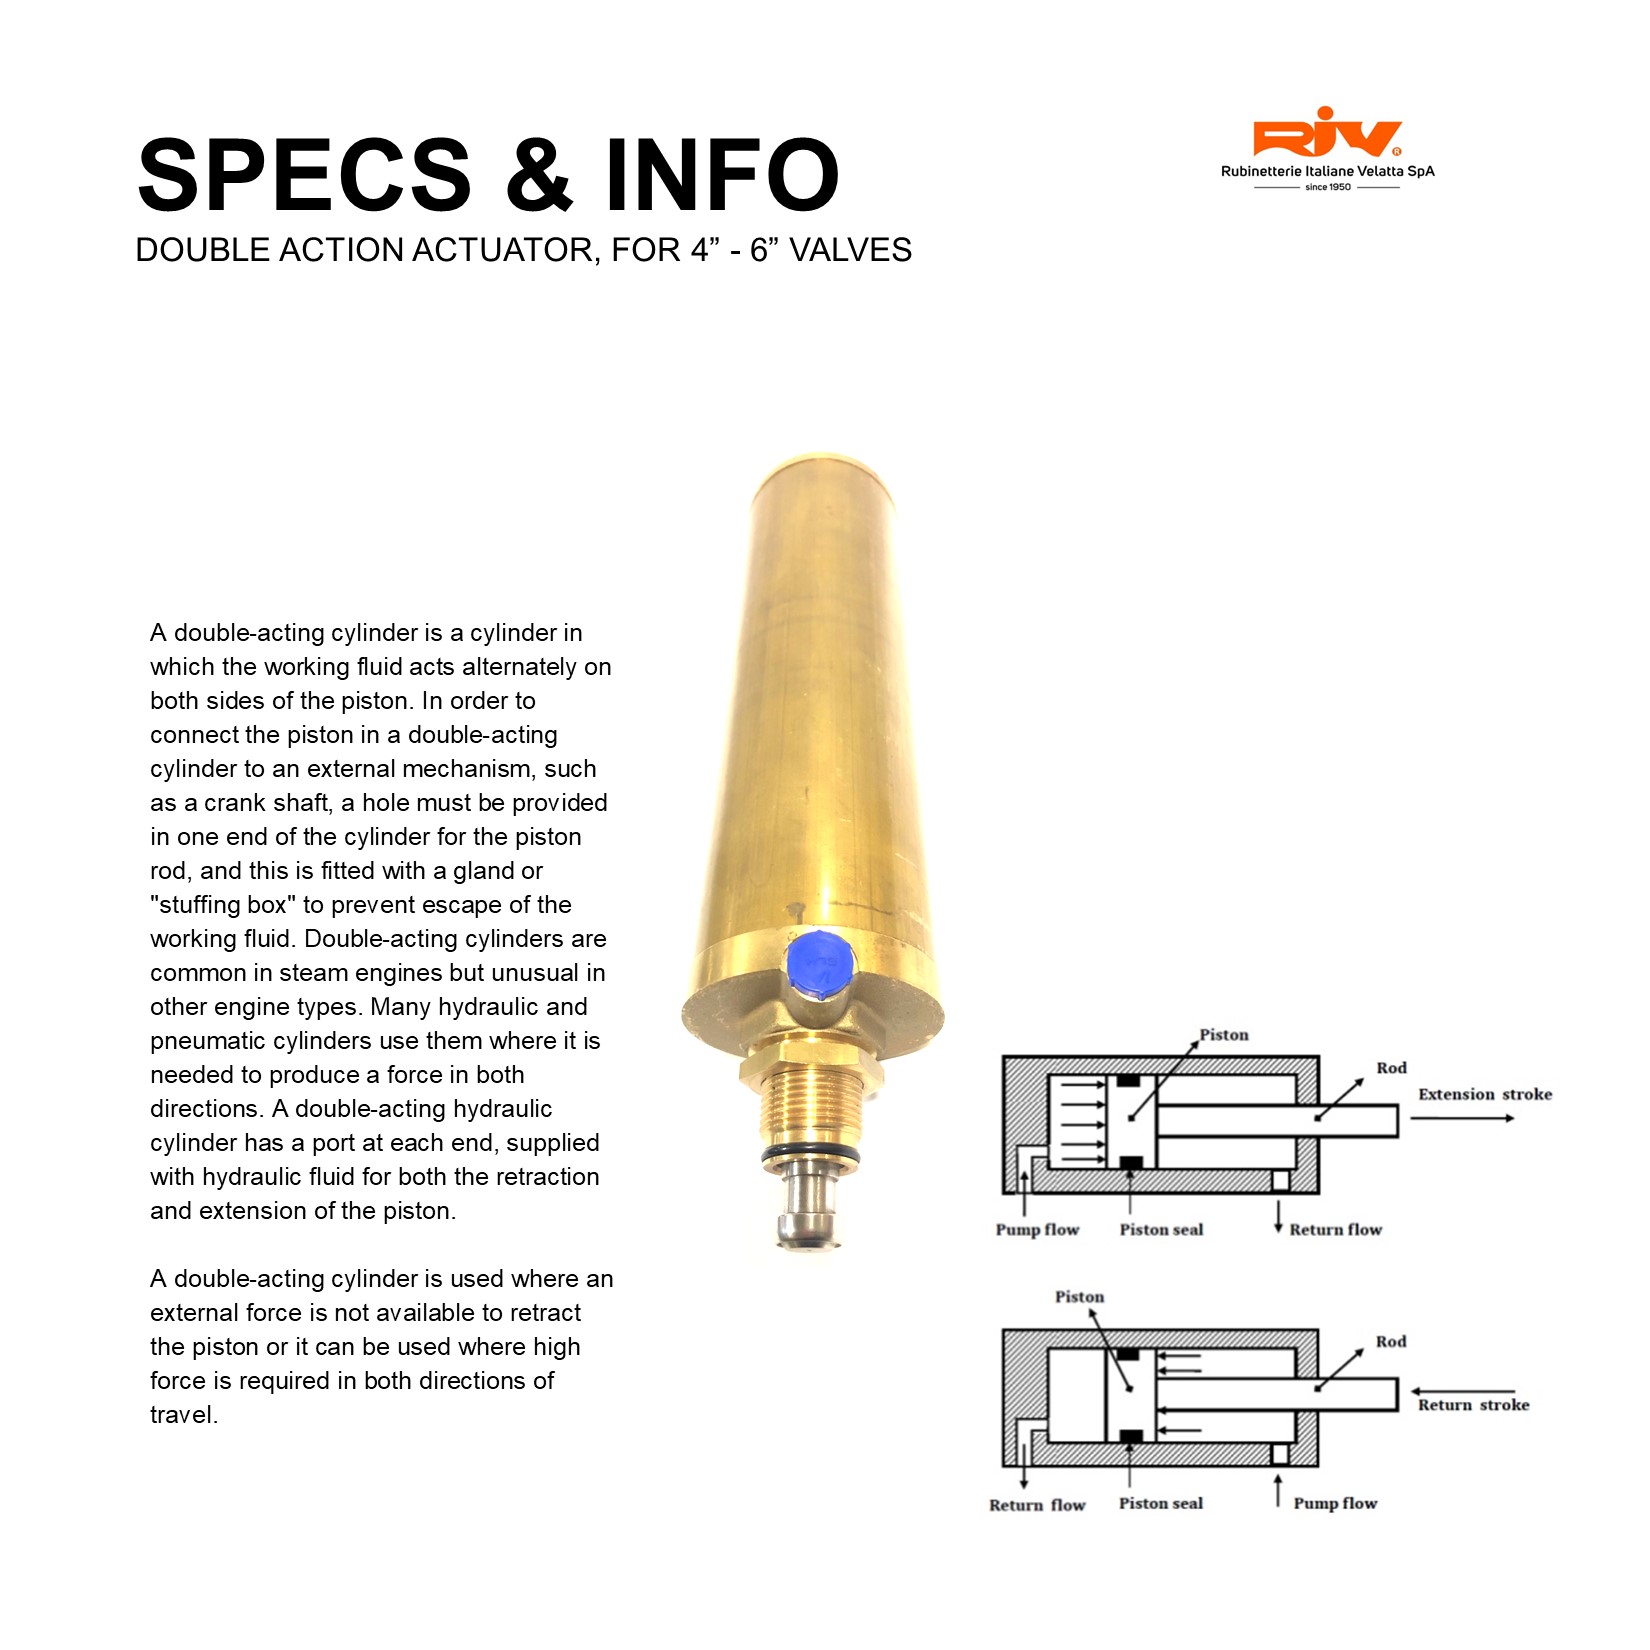 SPECS & INFO
DOUBLE ACTION ACTUATOR, FOR 4” - 6” VALVES
RIV®
Rubinetterie Italiane Velatta SpA
since 1950
A double-acting cylinder is a cylinder in
which the working fluid acts alternately on
both sides of the piston. In order to
connect the piston in a double-acting
cylinder to an external mechanism, such
as a crank shaft, a hole must be provided
in one end of the cylinder for the piston
rod, and this is fitted with a gland or
"stuffing box" to prevent escape of the
working fluid. Double-acting cylinders are
common in steam engines but unusual in
other engine types. Many hydraulic and
pneumatic cylinders use them where it is
needed to produce a force in both
directions. A double-acting hydraulic
cylinder has a port at each end, supplied
with hydraulic fluid for both the retraction
and extension of the piston.
A double-acting cylinder is used where an
external force is not available to retract
the piston or it can be used where high
force is required in both directions of
travel.
Piston
Rod
Extension stroke
Pump flow
Piston seal
Return flow
Piston
Rod
Return stroke
Return flow
Piston seal
Pump flow